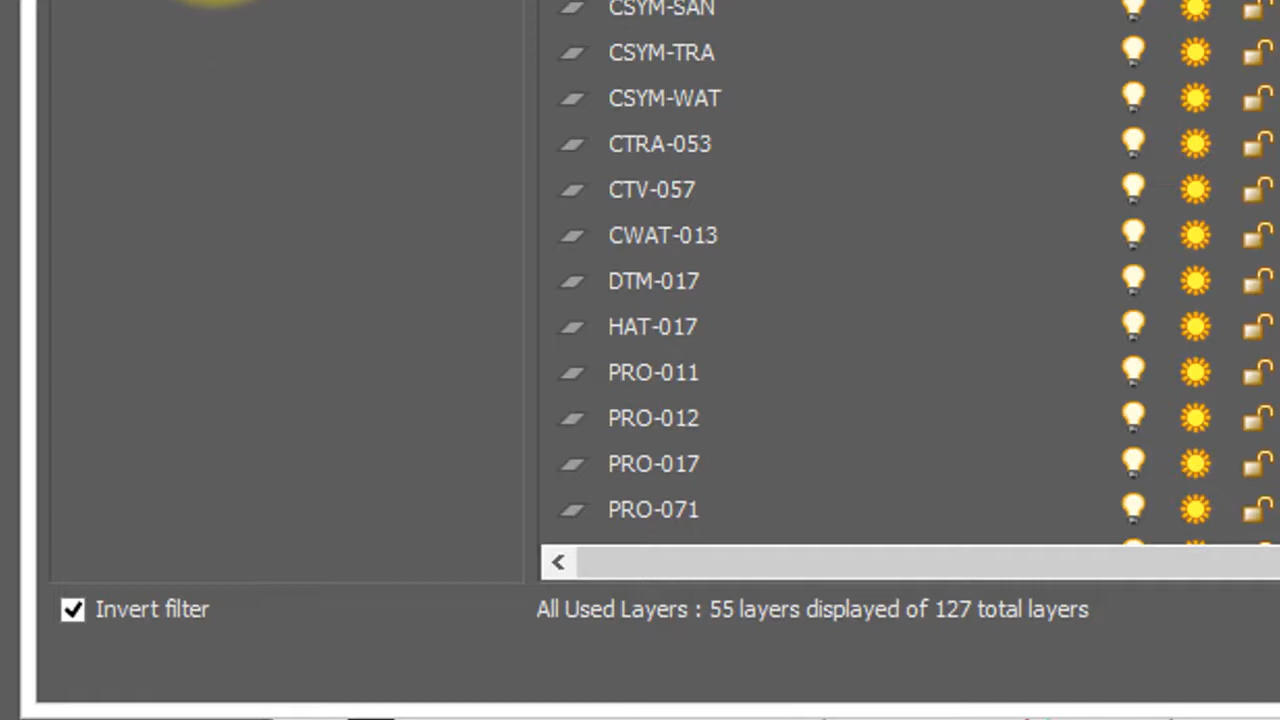 CSYM-SAN
CSYM-TRA
CSYM-WAT
CTRA-053
CTV-057
CWAT-013
DTM-017
HAT-017
PRO-011
PRO-012
PRO-017
PRO-071
Invert filter
All Used Layers : 55 layers displayed of 127 total layers